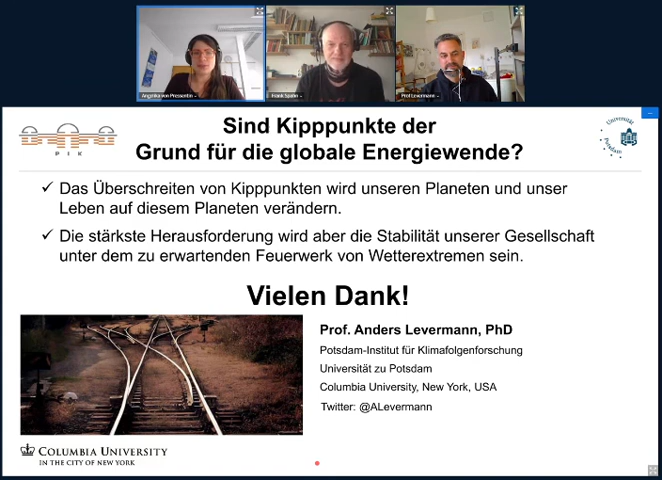 Angelika von Pressentin
Frank Spahn
Prof Levermann
Sind Kipppunkte der
Grund für die globale Energiewende?
P I K
Universität
Potsdam
✓ Das Überschreiten von Kipppunkten wird unseren Planeten und unser
Leben auf diesem Planeten verändern.
✓ Die stärkste Herausforderung wird aber die Stabilität unserer Gesellschaft
unter dem zu erwartenden Feuerwerk von Wetterextremen sein.
Vielen Dank!
Prof. Anders Levermann, PhD
Potsdam-Institut für Klimafolgenforschung
Universität zu Potsdam
Columbia University, New York, USA
Twitter: @ALevermann
COLUMBIA UNIVERSITY
IN THE CITY OF NEW YORK